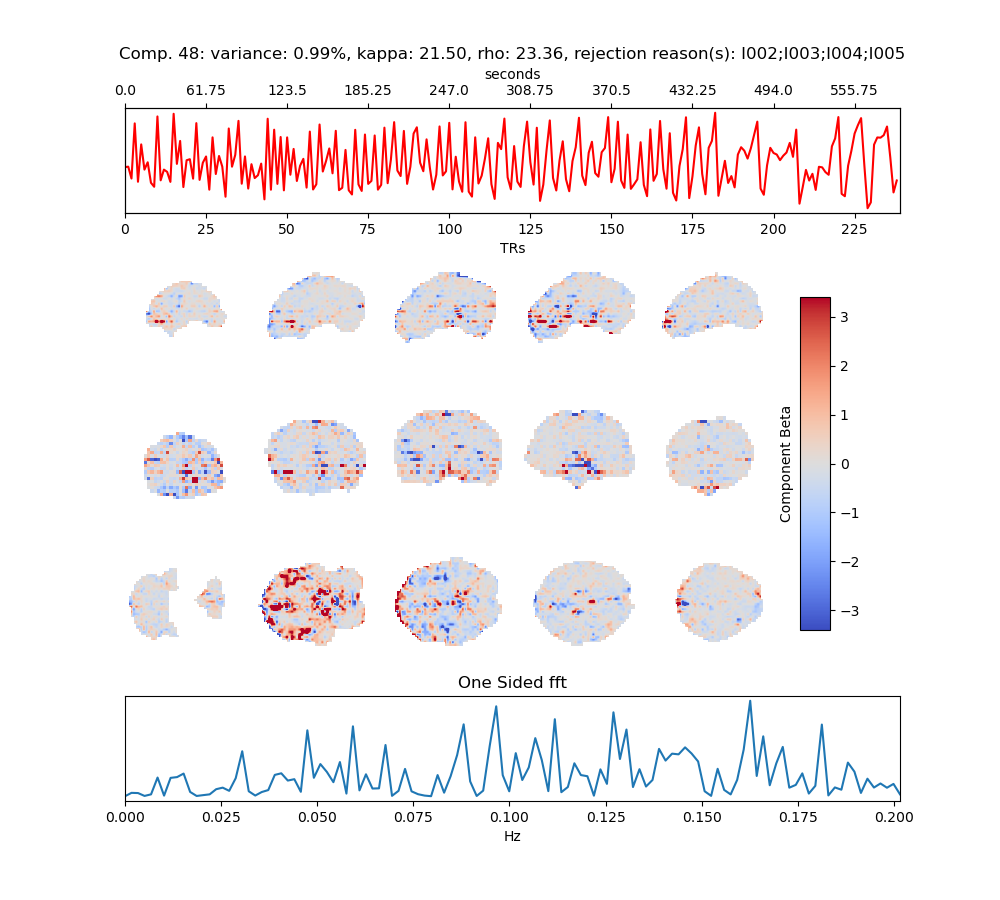 Comp. 48: variance: 0.99%, kappa: 21.50, rho: 23.36, rejection reason(s): I002;I003;I004;I005
seconds
0.0 61.75 123.5 185.25 247.0 308.75 370.5 432.25 494.0 555.75
0 25 50 75 100 125 150 175 200 225
TRs
3
2
1
0
−1
−2
−3
Component Beta
One Sided fft
0.000 0.025 0.050 0.075 0.100 0.125 0.150 0.175 0.200
Hz